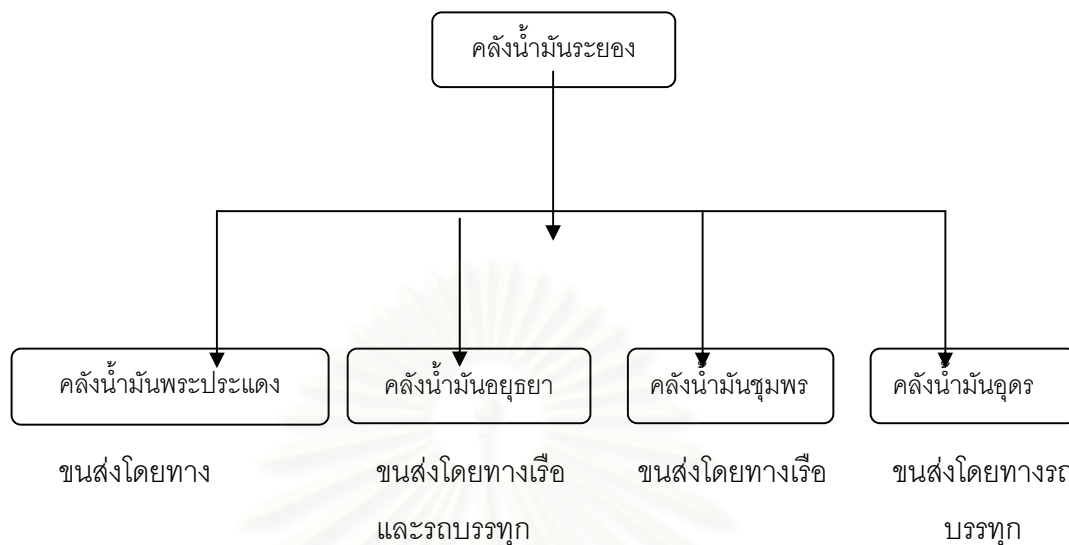 คลังน้ำมันระยอง
คลังน้ำมันพระประแดง
คลังน้ำมันอยุธยา
คลังน้ำมันชุมพร
คลังน้ำมันอุดร
ขนส่งโดยทาง
ขนส่งโดยทางเรือ
และรถบรรทุก
ขนส่งโดยทางเรือ
ขนส่งโดยทางรถ
บรรทุก